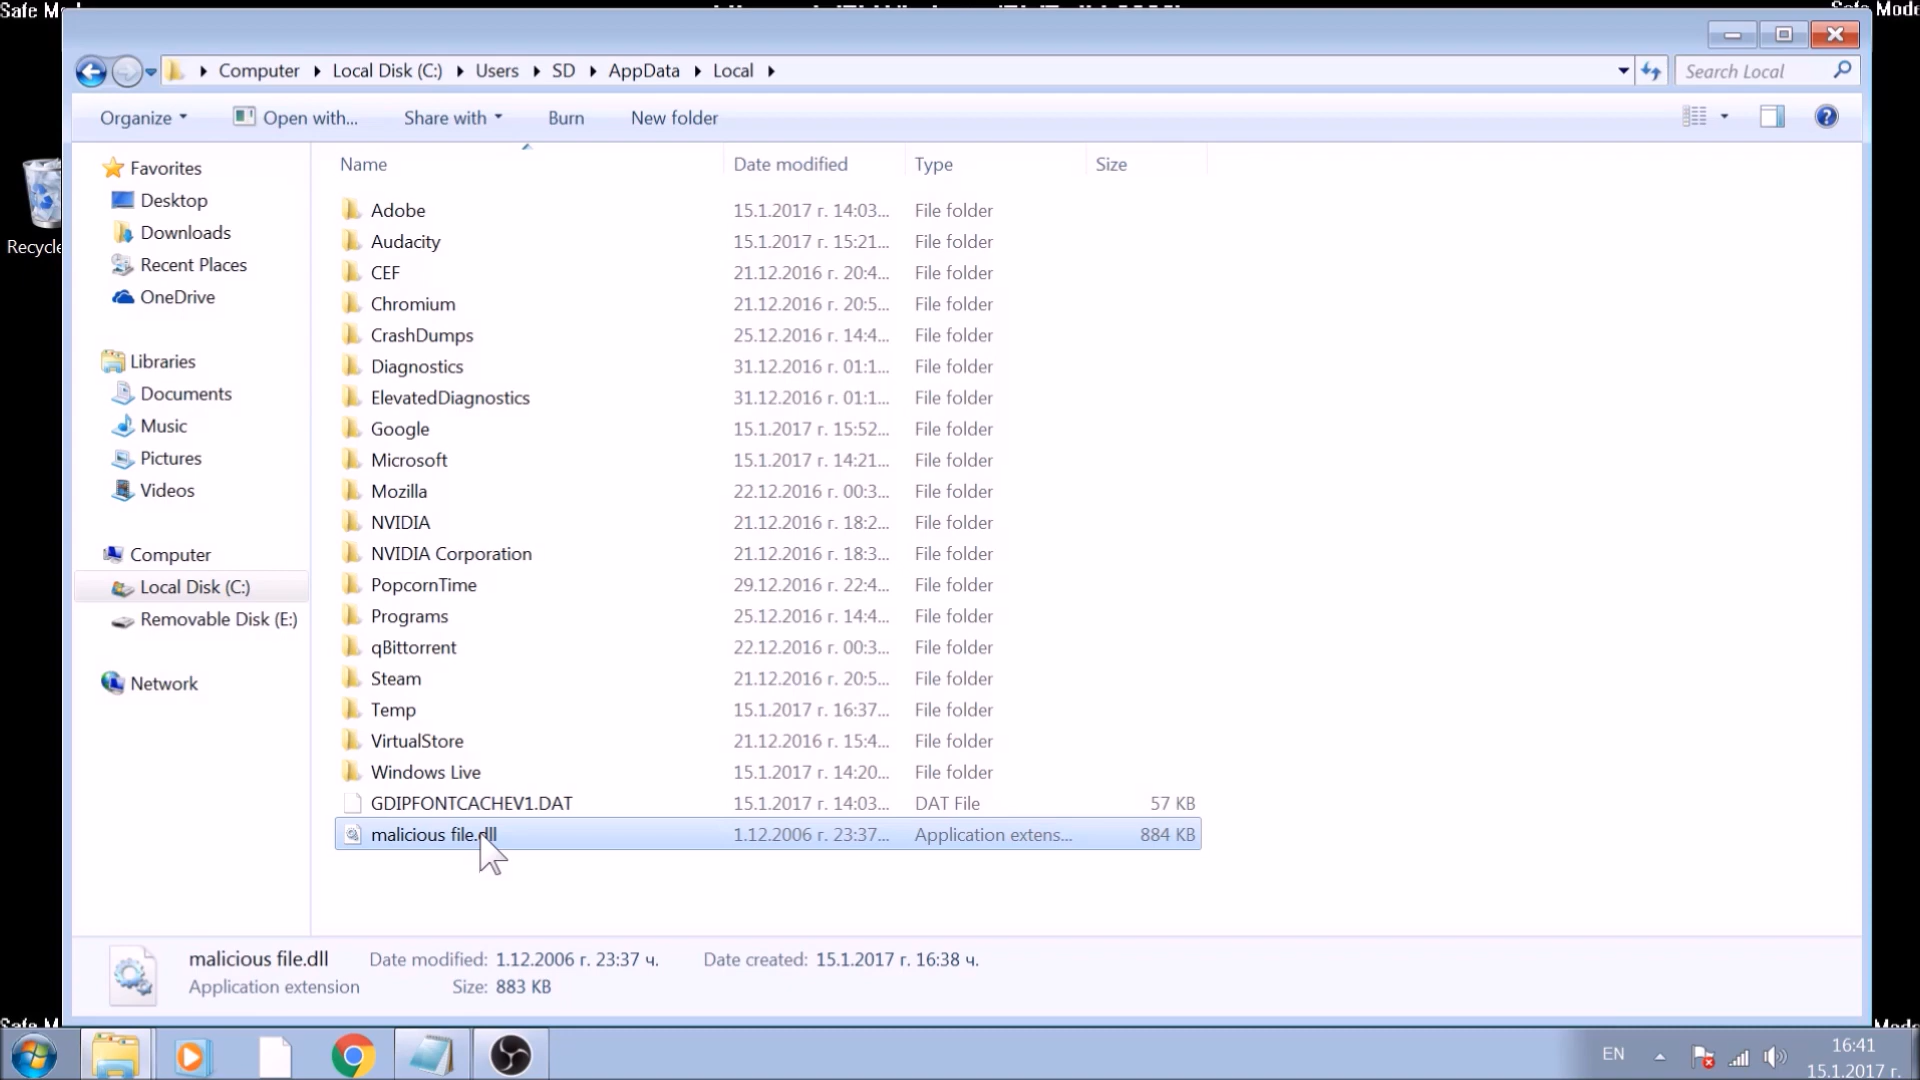 Safe Mode
Computer Local Disk (C:) Users SD AppData Local
Search Local
Organize Open with... Share with Burn New folder
Recycle
Favorites
Desktop
Downloads
Recent Places
OneDrive
Libraries
Documents
Music
Pictures
Videos
Computer
Local Disk (C:)
Removable Disk (E:)
Network
Name Date modified Type Size
Adobe 15.1.2017 г. 14:03... File folder
Audacity 15.1.2017 г. 15:21... File folder
CEF 21.12.2016 г. 20:4... File folder
Chromium 21.12.2016 г. 20:5... File folder
CrashDumps 25.12.2016 г. 14:4... File folder
Diagnostics 31.12.2016 г. 01:1... File folder
ElevatedDiagnostics 31.12.2016 г. 01:1... File folder
Google 15.1.2017 г. 15:52... File folder
Microsoft 15.1.2017 г. 14:21... File folder
Mozilla 22.12.2016 г. 00:3... File folder
NVIDIA 21.12.2016 г. 18:2... File folder
NVIDIA Corporation 21.12.2016 г. 18:3... File folder
PopcornTime 29.12.2016 г. 22:4... File folder
Programs 25.12.2016 г. 14:4... File folder
qBittorrent 22.12.2016 г. 00:3... File folder
Steam 21.12.2016 г. 20:5... File folder
Temp 15.1.2017 г. 16:37... File folder
VirtualStore 21.12.2016 г. 15:4... File folder
Windows Live 15.1.2017 г. 14:20... File folder
GDIPFONTCACHEV1.DAT 15.1.2017 г. 14:03... DAT File 57 KB
malicious file.dll 1.12.2006 г. 23:37... Application extens... 884 KB
malicious file.dll Date modified: 1.12.2006 г. 23:37 ч. Date created: 15.1.2017 г. 16:38 ч.
Application extension Size: 883 KB
Safe M
Mode
EN
16:41
15.1.2017 г.